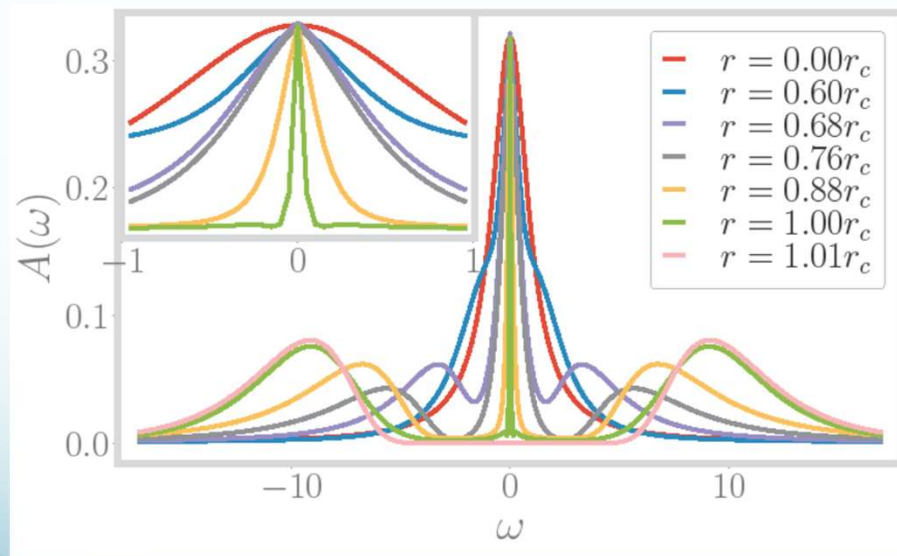 A(ω)
0.3
0.2
0.1
0.0
−1
0
1
r = 0.00r_c
r = 0.60r_c
r = 0.68r_c
r = 0.76r_c
r = 0.88r_c
r = 1.00r_c
r = 1.01r_c
−10
0
10
ω